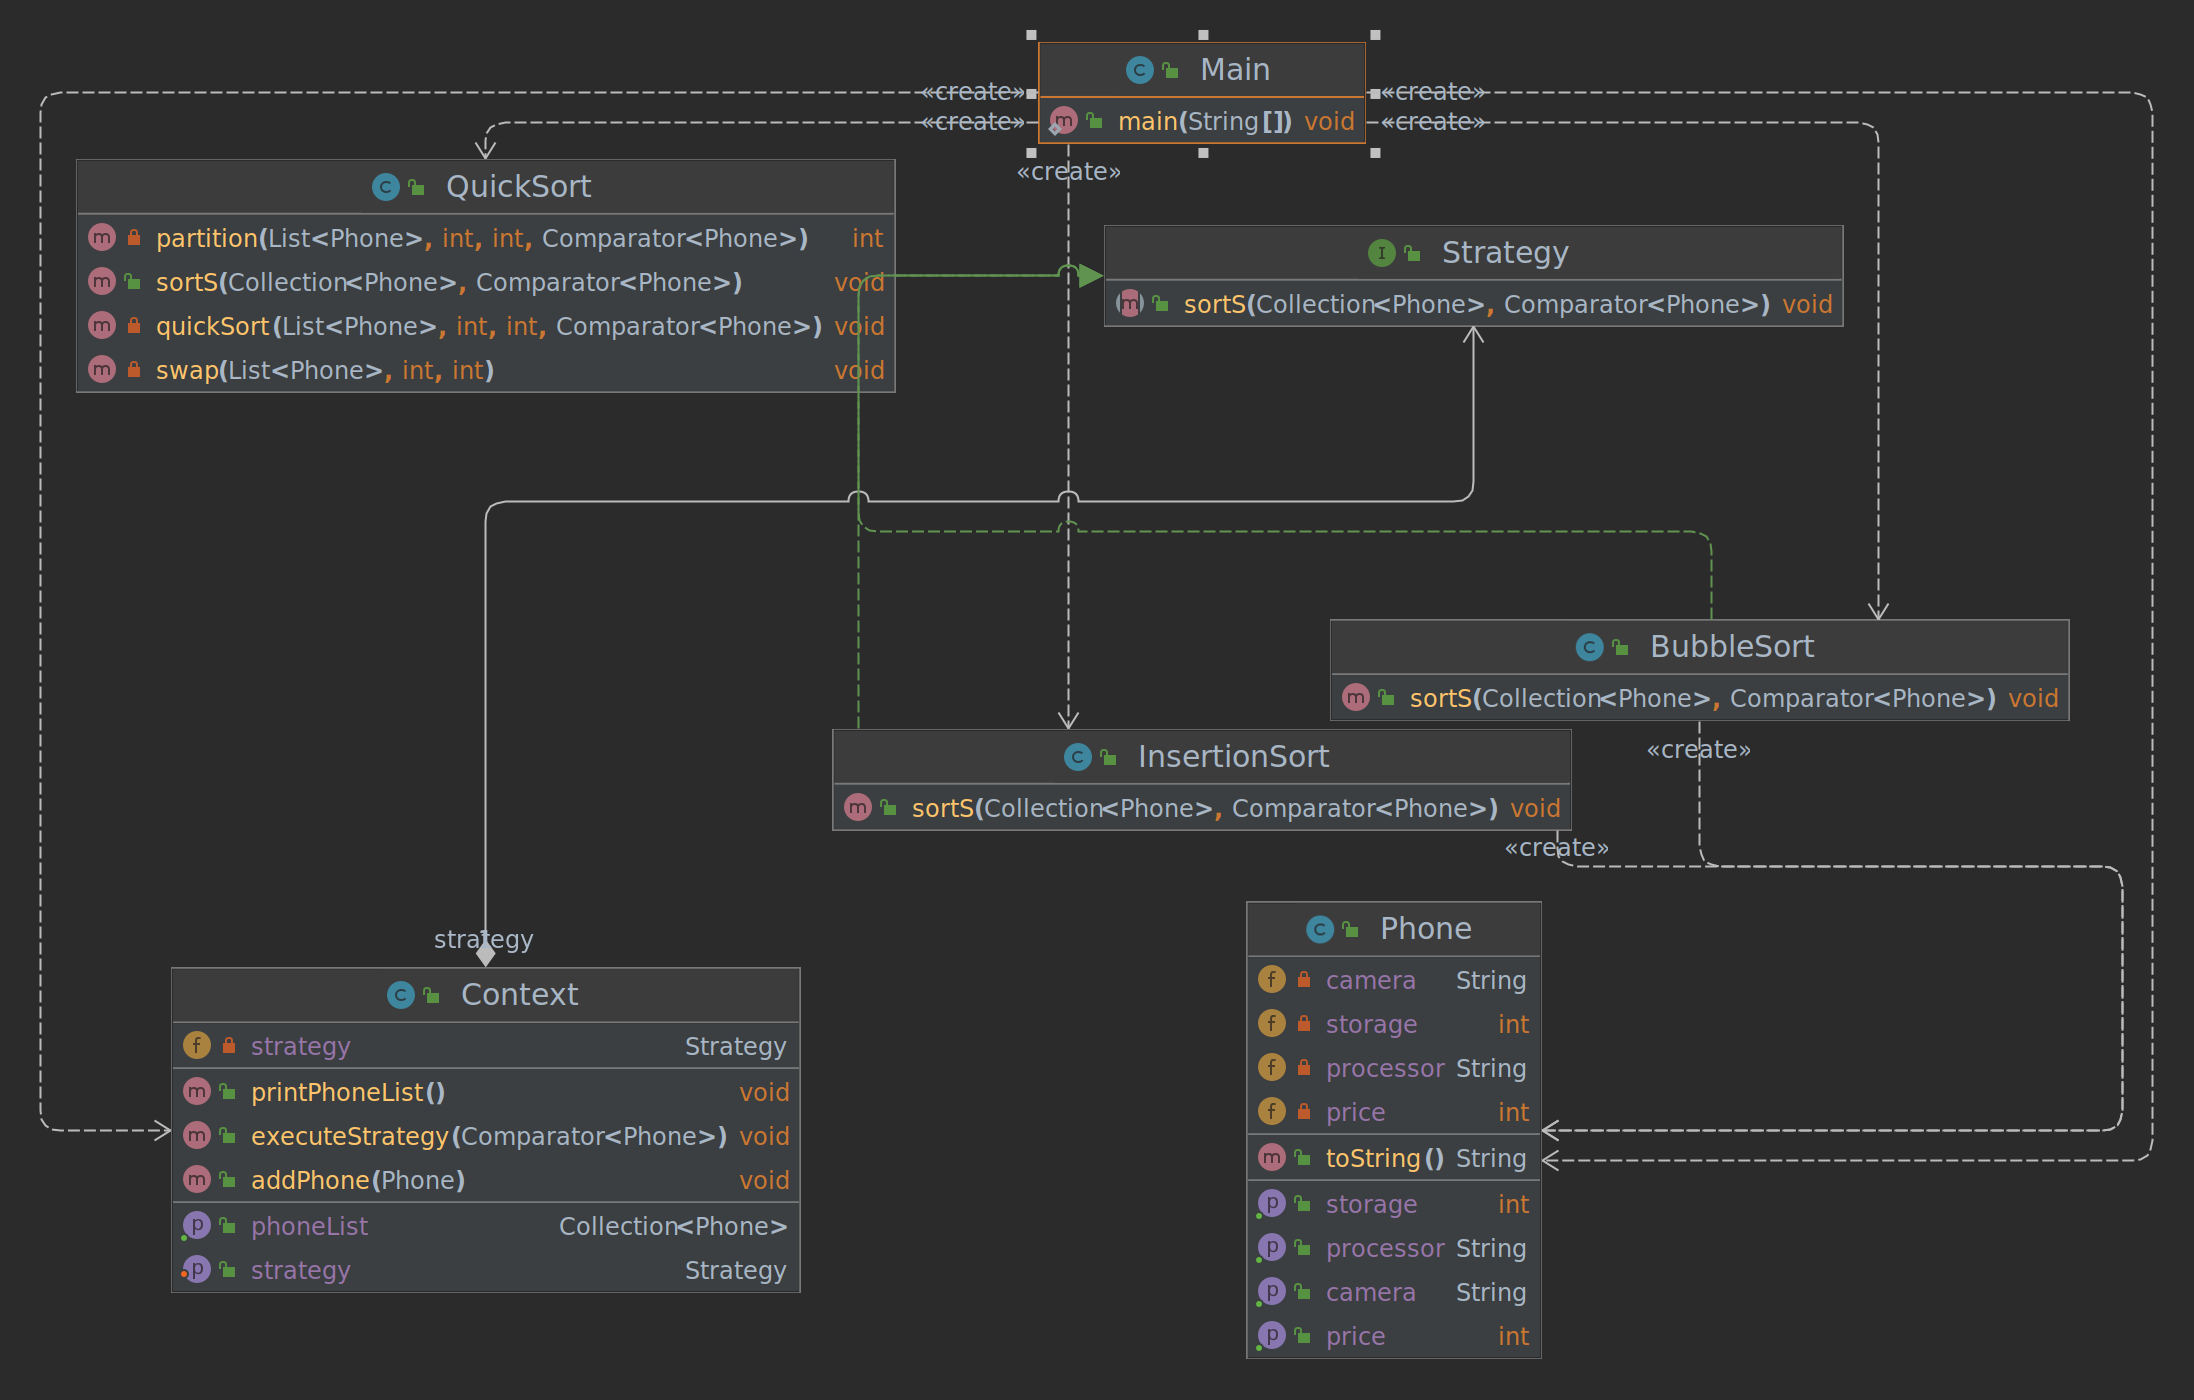 Main
main(String[]) void
«create»
«create»
«create»
«create»
«create»
QuickSort
partition(List<Phone>, int, int, Comparator<Phone>) int
sortS(Collection<Phone>, Comparator<Phone>) void
quickSort(List<Phone>, int, int, Comparator<Phone>) void
swap(List<Phone>, int, int) void
Strategy
sortS(Collection<Phone>, Comparator<Phone>) void
BubbleSort
sortS(Collection<Phone>, Comparator<Phone>) void
«create»
InsertionSort
sortS(Collection<Phone>, Comparator<Phone>) void
«create»
strategy
1
Context
strategy Strategy
printPhoneList() void
executeStrategy(Comparator<Phone>) void
addPhone(Phone) void
phoneList Collection<Phone>
strategy Strategy
Phone
camera String
storage int
processor String
price int
toString() String
storage int
processor String
camera String
price int